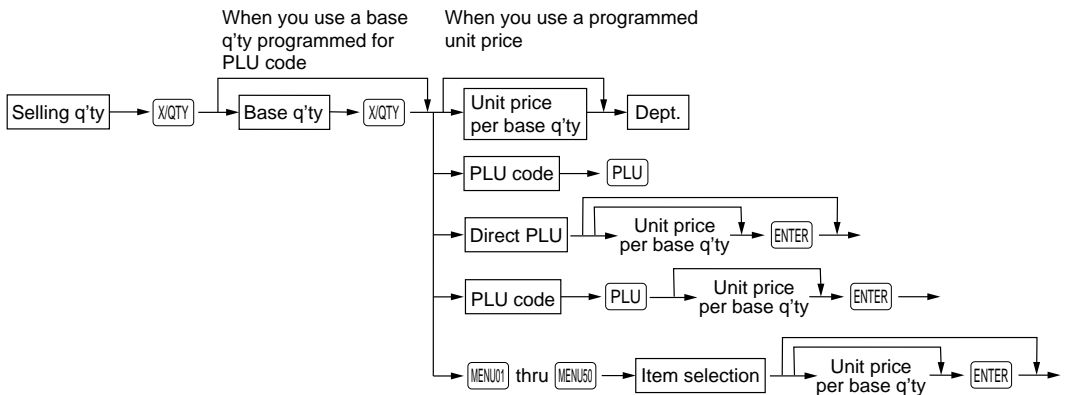 When you use a base
q'ty programmed for
PLU code
When you use a programmed
unit price
Selling q'ty
X/QTY
Base q'ty
X/QTY
Unit price
per base q'ty
Dept.
PLU code
PLU
Direct PLU
Unit price
per base q'ty
ENTER
PLU code
PLU
Unit price
per base q'ty
ENTER
MENU01 thru MENU50
Item selection
Unit price
per base q'ty
ENTER